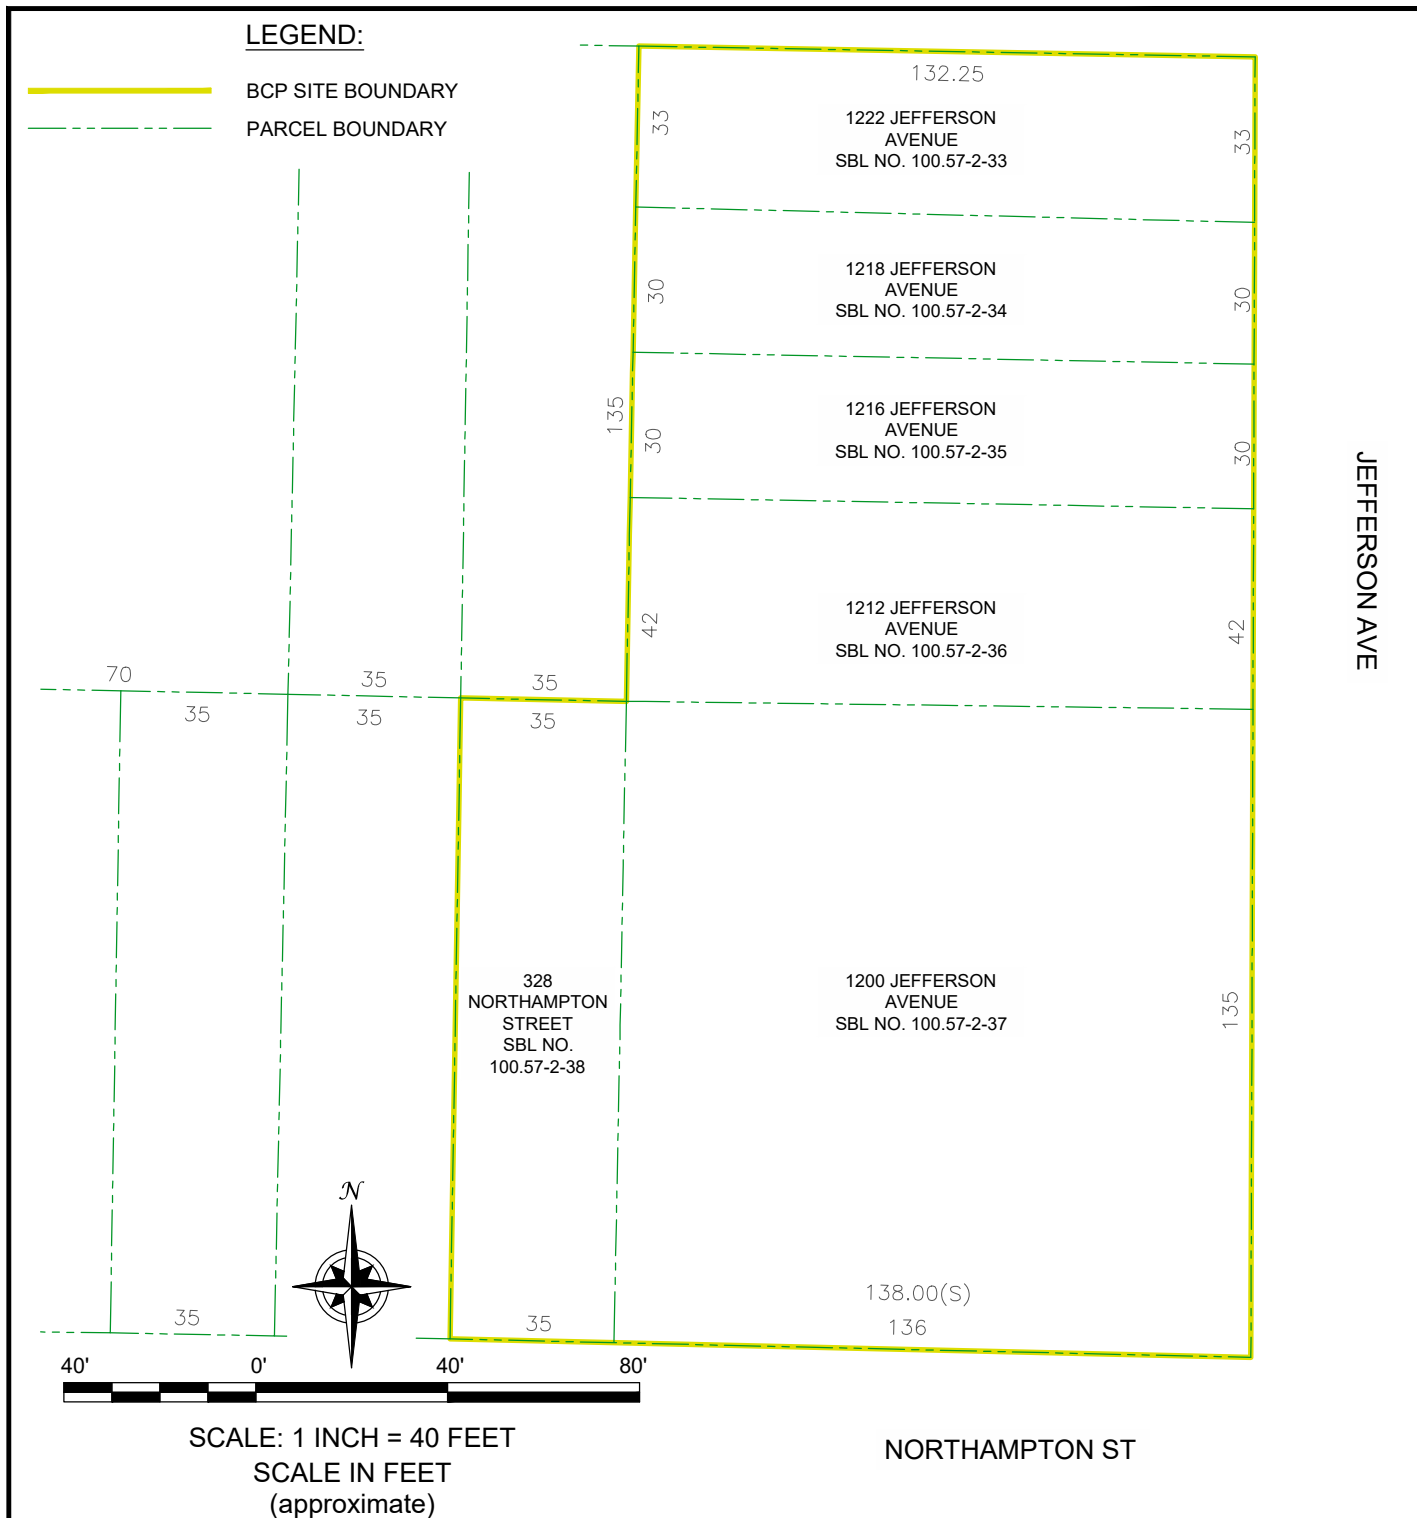 LEGEND:
BCP SITE BOUNDARY
PARCEL BOUNDARY
132.25
33
1222 JEFFERSON
AVENUE
SBL NO. 100.57-2-33
33
30
1218 JEFFERSON
AVENUE
SBL NO. 100.57-2-34
30
135
30
1216 JEFFERSON
AVENUE
SBL NO. 100.57-2-35
30
JEFFERSON AVE
42
1212 JEFFERSON
AVENUE
SBL NO. 100.57-2-36
42
70
35
35
35
35
35
328
NORTHAMPTON
STREET
SBL NO.
100.57-2-38
1200 JEFFERSON
AVENUE
SBL NO. 100.57-2-37
135
N
138.00(S)
35
35
136
40' 0' 40' 80'
SCALE: 1 INCH = 40 FEET
SCALE IN FEET
(approximate)
NORTHAMPTON ST